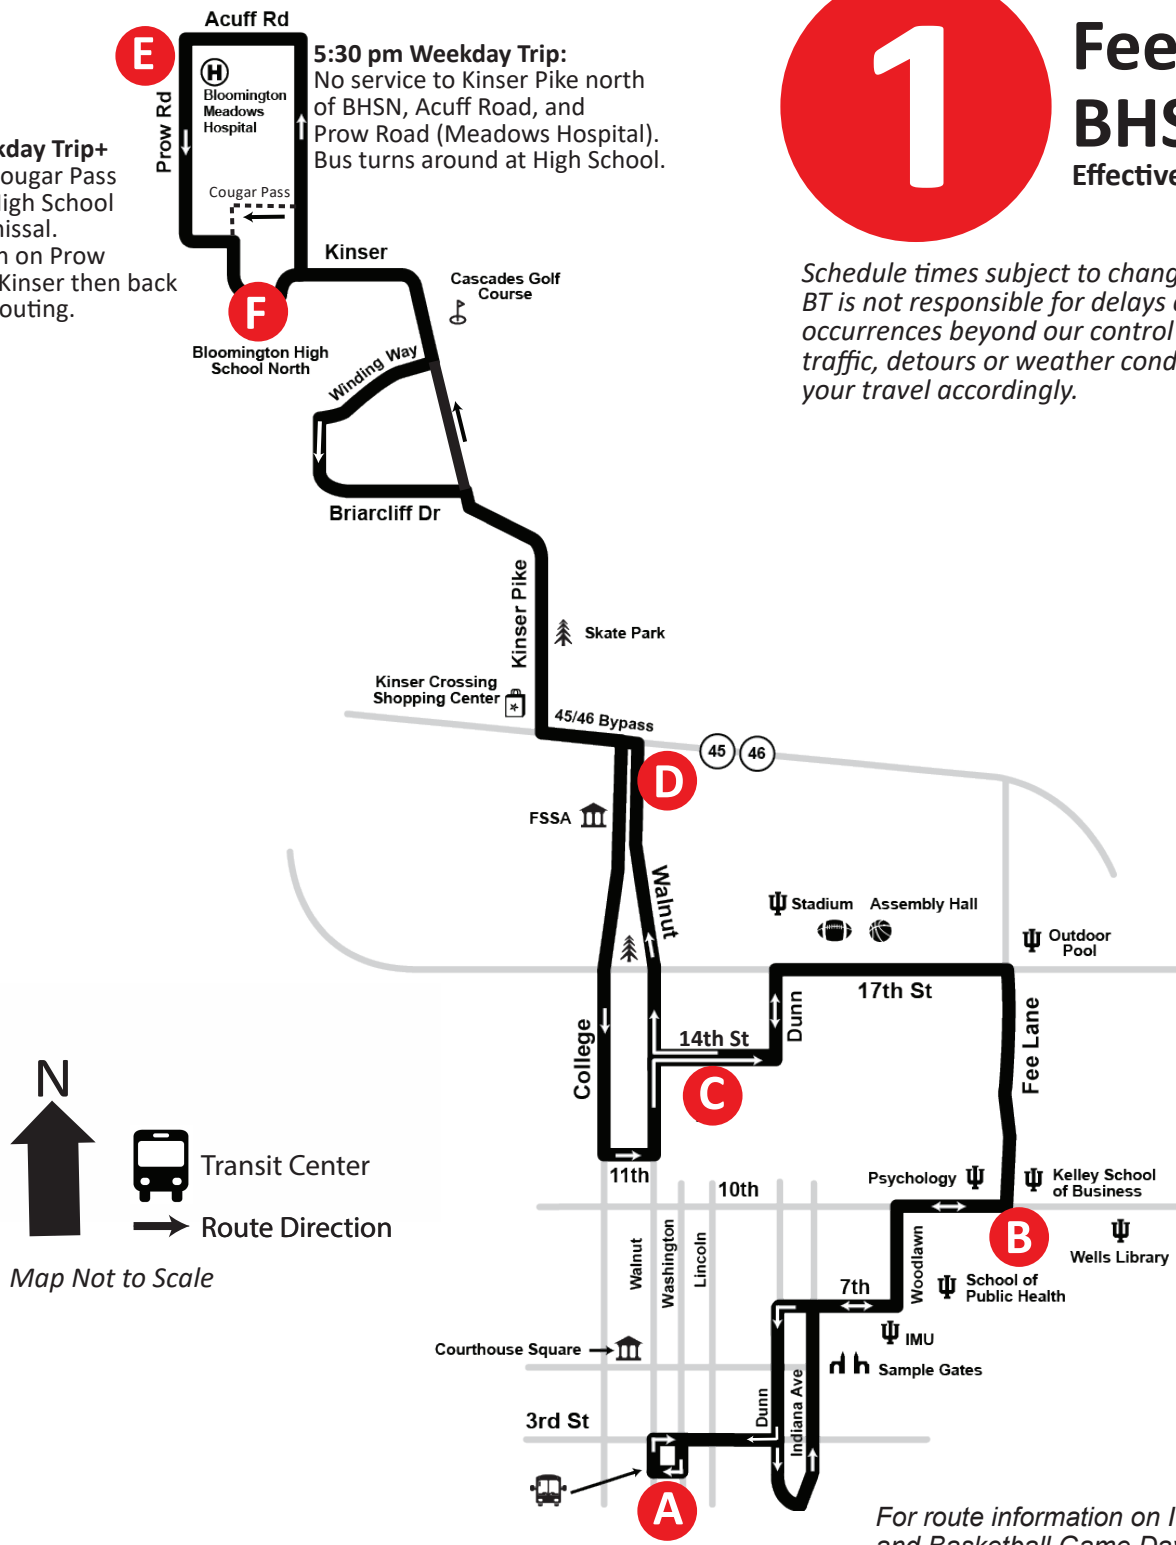 Acuff Rd
E
H
Bloomington
Meadows
Hospital
Prow Rd
5:30 pm Weekday Trip:
No service to Kinser Pike north
of BHSN, Acuff Road, and
Prow Road (Meadows Hospital).
Bus turns around at High School.
1
Fee
BHS
Effective
kday Trip+
ougar Pass
High School
missal.
n on Prow
Kinser then back
outing.
Cougar Pass
Kinser
F
Bloomington High
School North
Cascades Golf
Course
Winding Way
Briarcliff Dr
Schedule times subject to chang
BT is not responsible for delays
occurrences beyond our control
traffic, detours or weather cond
your travel accordingly.
Kinser Pike
Skate Park
Kinser Crossing
Shopping Center
45/46 Bypass
45
46
D
FSSA
Walnut
Stadium
Assembly Hall
Outdoor
Pool
17th St
Dunn
14th St
College
C
Fee Lane
N
Transit Center
Route Direction
Map Not to Scale
11th
10th
Psychology
Kelley School
of Business
B
Wells Library
Walnut
Washington
Lincoln
Woodlawn
School of
Public Health
7th
IMU
Sample Gates
Courthouse Square
Dunn
Indiana Ave
3rd St
A
For route information on I
and Basketball Game Da